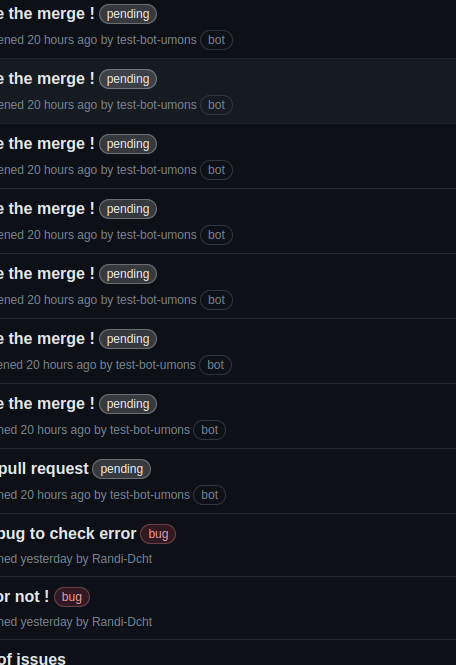 e the merge ! pending
ened 20 hours ago by test-bot-umons bot
e the merge ! pending
ened 20 hours ago by test-bot-umons bot
e the merge ! pending
ened 20 hours ago by test-bot-umons bot
e the merge ! pending
ened 20 hours ago by test-bot-umons bot
e the merge ! pending
ened 20 hours ago by test-bot-umons bot
e the merge ! pending
ened 20 hours ago by test-bot-umons bot
e the merge ! pending
ned 20 hours ago by test-bot-umons bot
pull request pending
ned 20 hours ago by test-bot-umons bot
bug to check error bug
ned yesterday by Randi-Dcht
or not ! bug
ned yesterday by Randi-Dcht
of issues